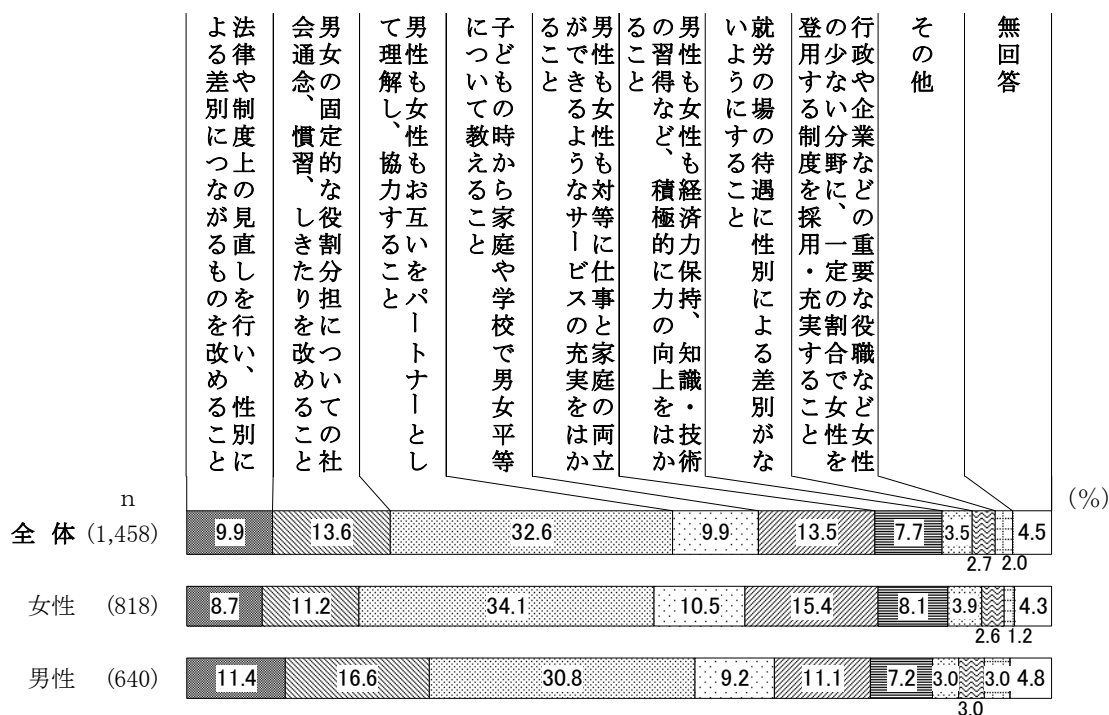 法律や制度上の見直しを行い、性別に
よる差別につながるものを改めること
男女の固定的な役割分担についての社
会通念、慣習、しきたりを改めること
男性も女性もお互いをパートナーとし
て理解し、協力すること
子どもの時から家庭や学校で男女平等
について教えること
男性も女性も対等に仕事と家庭の両立
ができるようなサービスの充実をはか
ること
男性も女性も経済力保持、知識・技術
の習得など、積極的に力の向上をはか
ること
就労の場の待遇に性別による差別がな
いようにすること
行政や企業などの重要な役職など女性
の少ない分野に、一定の割合で女性を
登用する制度を採用・充実すること
その他
無回答
n
(%)
全 体 (1,458)
9.9 13.6 32.6 9.9 13.5 7.7 3.5 4.5
2.7 2.0
女性 (818)
8.7 11.2 34.1 10.5 15.4 8.1 3.9 4.3
2.6 1.2
男性 (640)
11.4 16.6 30.8 9.2 11.1 7.2 3.0 3.0 4.8
3.0